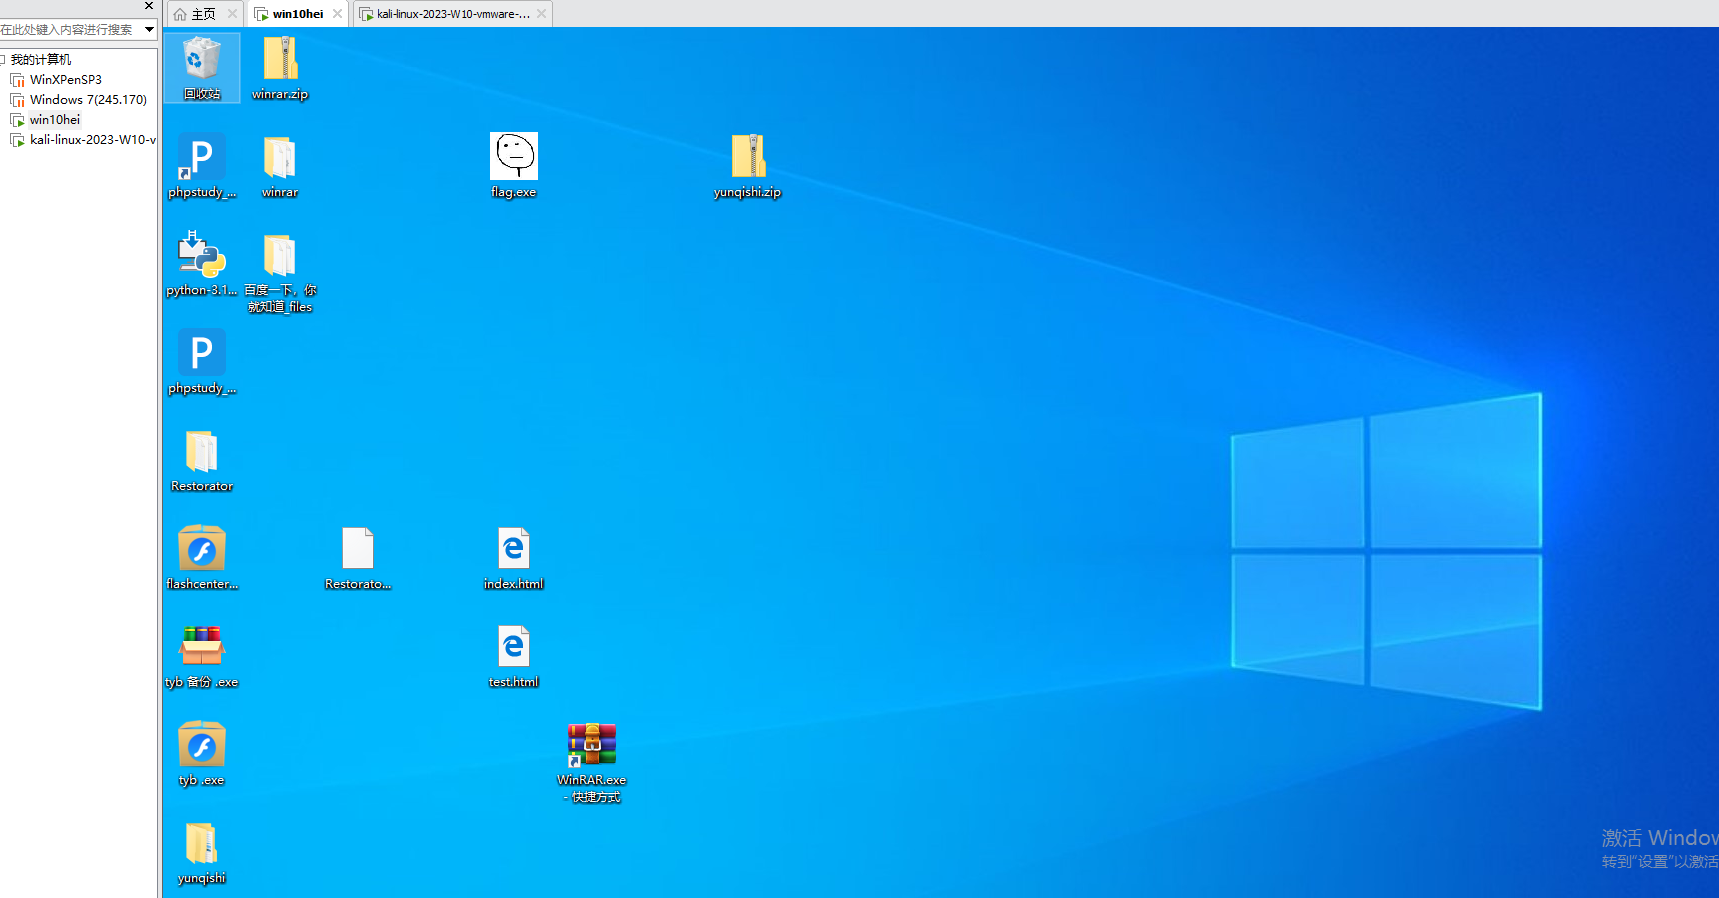 主页
win10hei
kali-linux-2023-W10-vmware-...
在此处键入内容进行搜索
我的计算机
WinXPenSP3
Windows 7(245.170)
win10hei
kali-linux-2023-W10-v
回收站
winrar.zip
phpstudy_...
winrar
flag.exe
yunqishi.zip
python-3.1...
百度一下，你
就知道_files
phpstudy_...
Restorator
flashcenter...
Restorato...
index.html
tyb 备份 .exe
test.html
tyb .exe
WinRAR.exe
- 快捷方式
yunqishi
激活 Window
转到"设置"以激活